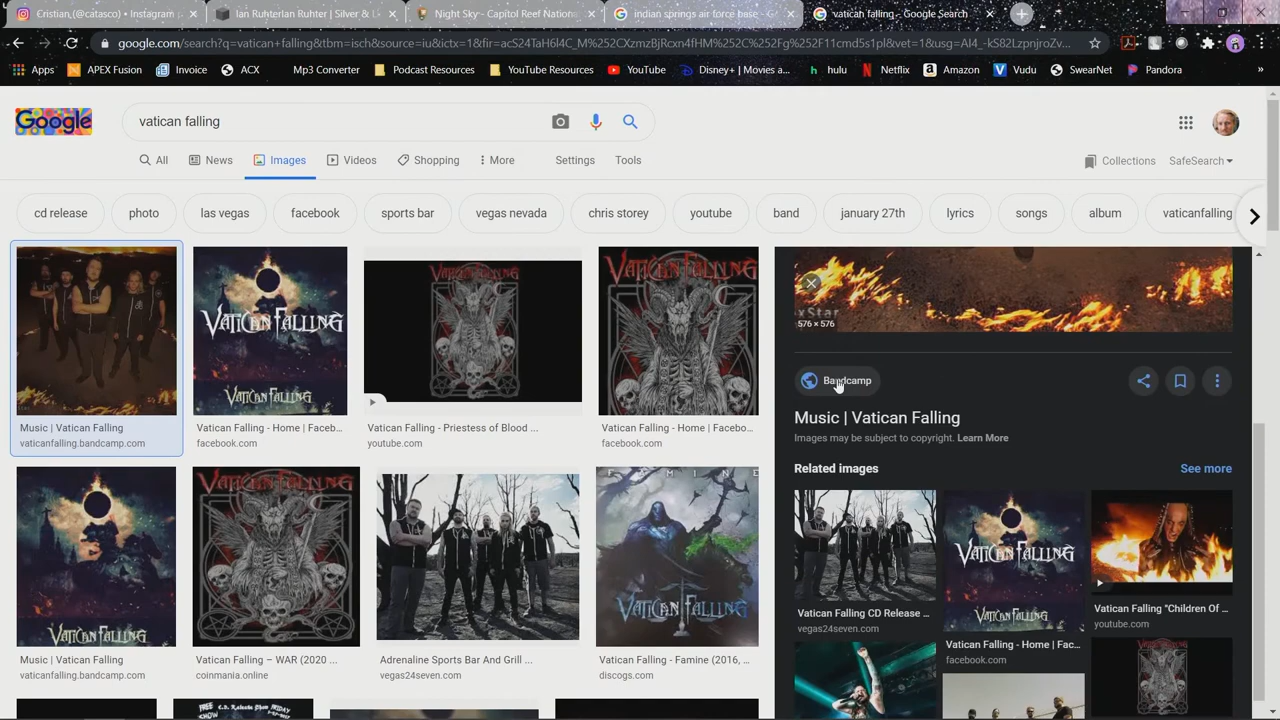 Cristian (@catasco) • Instagram p
Ian Ruhterlan Ruhter | Silver & L
Night Sky - Capitol Reef Nation
indian springs air force base - G
vatican falling - Google Search
google.com/search?q=vatican+falling&tbm=isch&source=iu&ictx=1&fir=acS24TaH6l4C_M%252CXzmzBjRcxn4fHM%252C%252Fg%252F11cmd5s1pl&vet=1&usg=AI4_-kS82LzpnjroZv...
Apps
APEX Fusion
Invoice
ACX
Mp3 Converter
Podcast Resources
YouTube Resources
YouTube
Disney+ | Movies a...
hulu
Netflix
Amazon
Vudu
SwearNet
Pandora
»
Google
vatican falling
All
News
Images
Videos
Shopping
More
Settings
Tools
Collections
SafeSearch
cd release
photo
las vegas
facebook
sports bar
vegas nevada
chris storey
youtube
band
january 27th
lyrics
songs
album
vaticanfalling
VATICAN FALLING
VATICAN FALLING
VATICAN FALLING
VATICAN FALLING
xStar
576 × 576
Bandcamp
Music | Vatican Falling
vaticanfalling.bandcamp.com
Vatican Falling - Home | Faceb...
facebook.com
Vatican Falling - Priestess of Blood ...
youtube.com
Vatican Falling - Home | Facebo...
facebook.com
Music | Vatican Falling
Images may be subject to copyright. Learn More
Related images
See more
VATICAN FALLING
VATICAN FALLING
FAMINE
VATICAN FALLING
Music | Vatican Falling
vaticanfalling.bandcamp.com
Vatican Falling – WAR (2020 ...
coinmania.online
Adrenaline Sports Bar And Grill ...
vegas24seven.com
Vatican Falling - Famine (2016, ...
discogs.com
VATICAN FALLING
VATICAN FALLING
Vatican Falling CD Release ...
vegas24seven.com
Vatican Falling - Home | Fac...
facebook.com
Vatican Falling "Children Of ...
youtube.com
VATICAN FALLING
FREE
SHOW
C.D. Release Show
FRIDAY